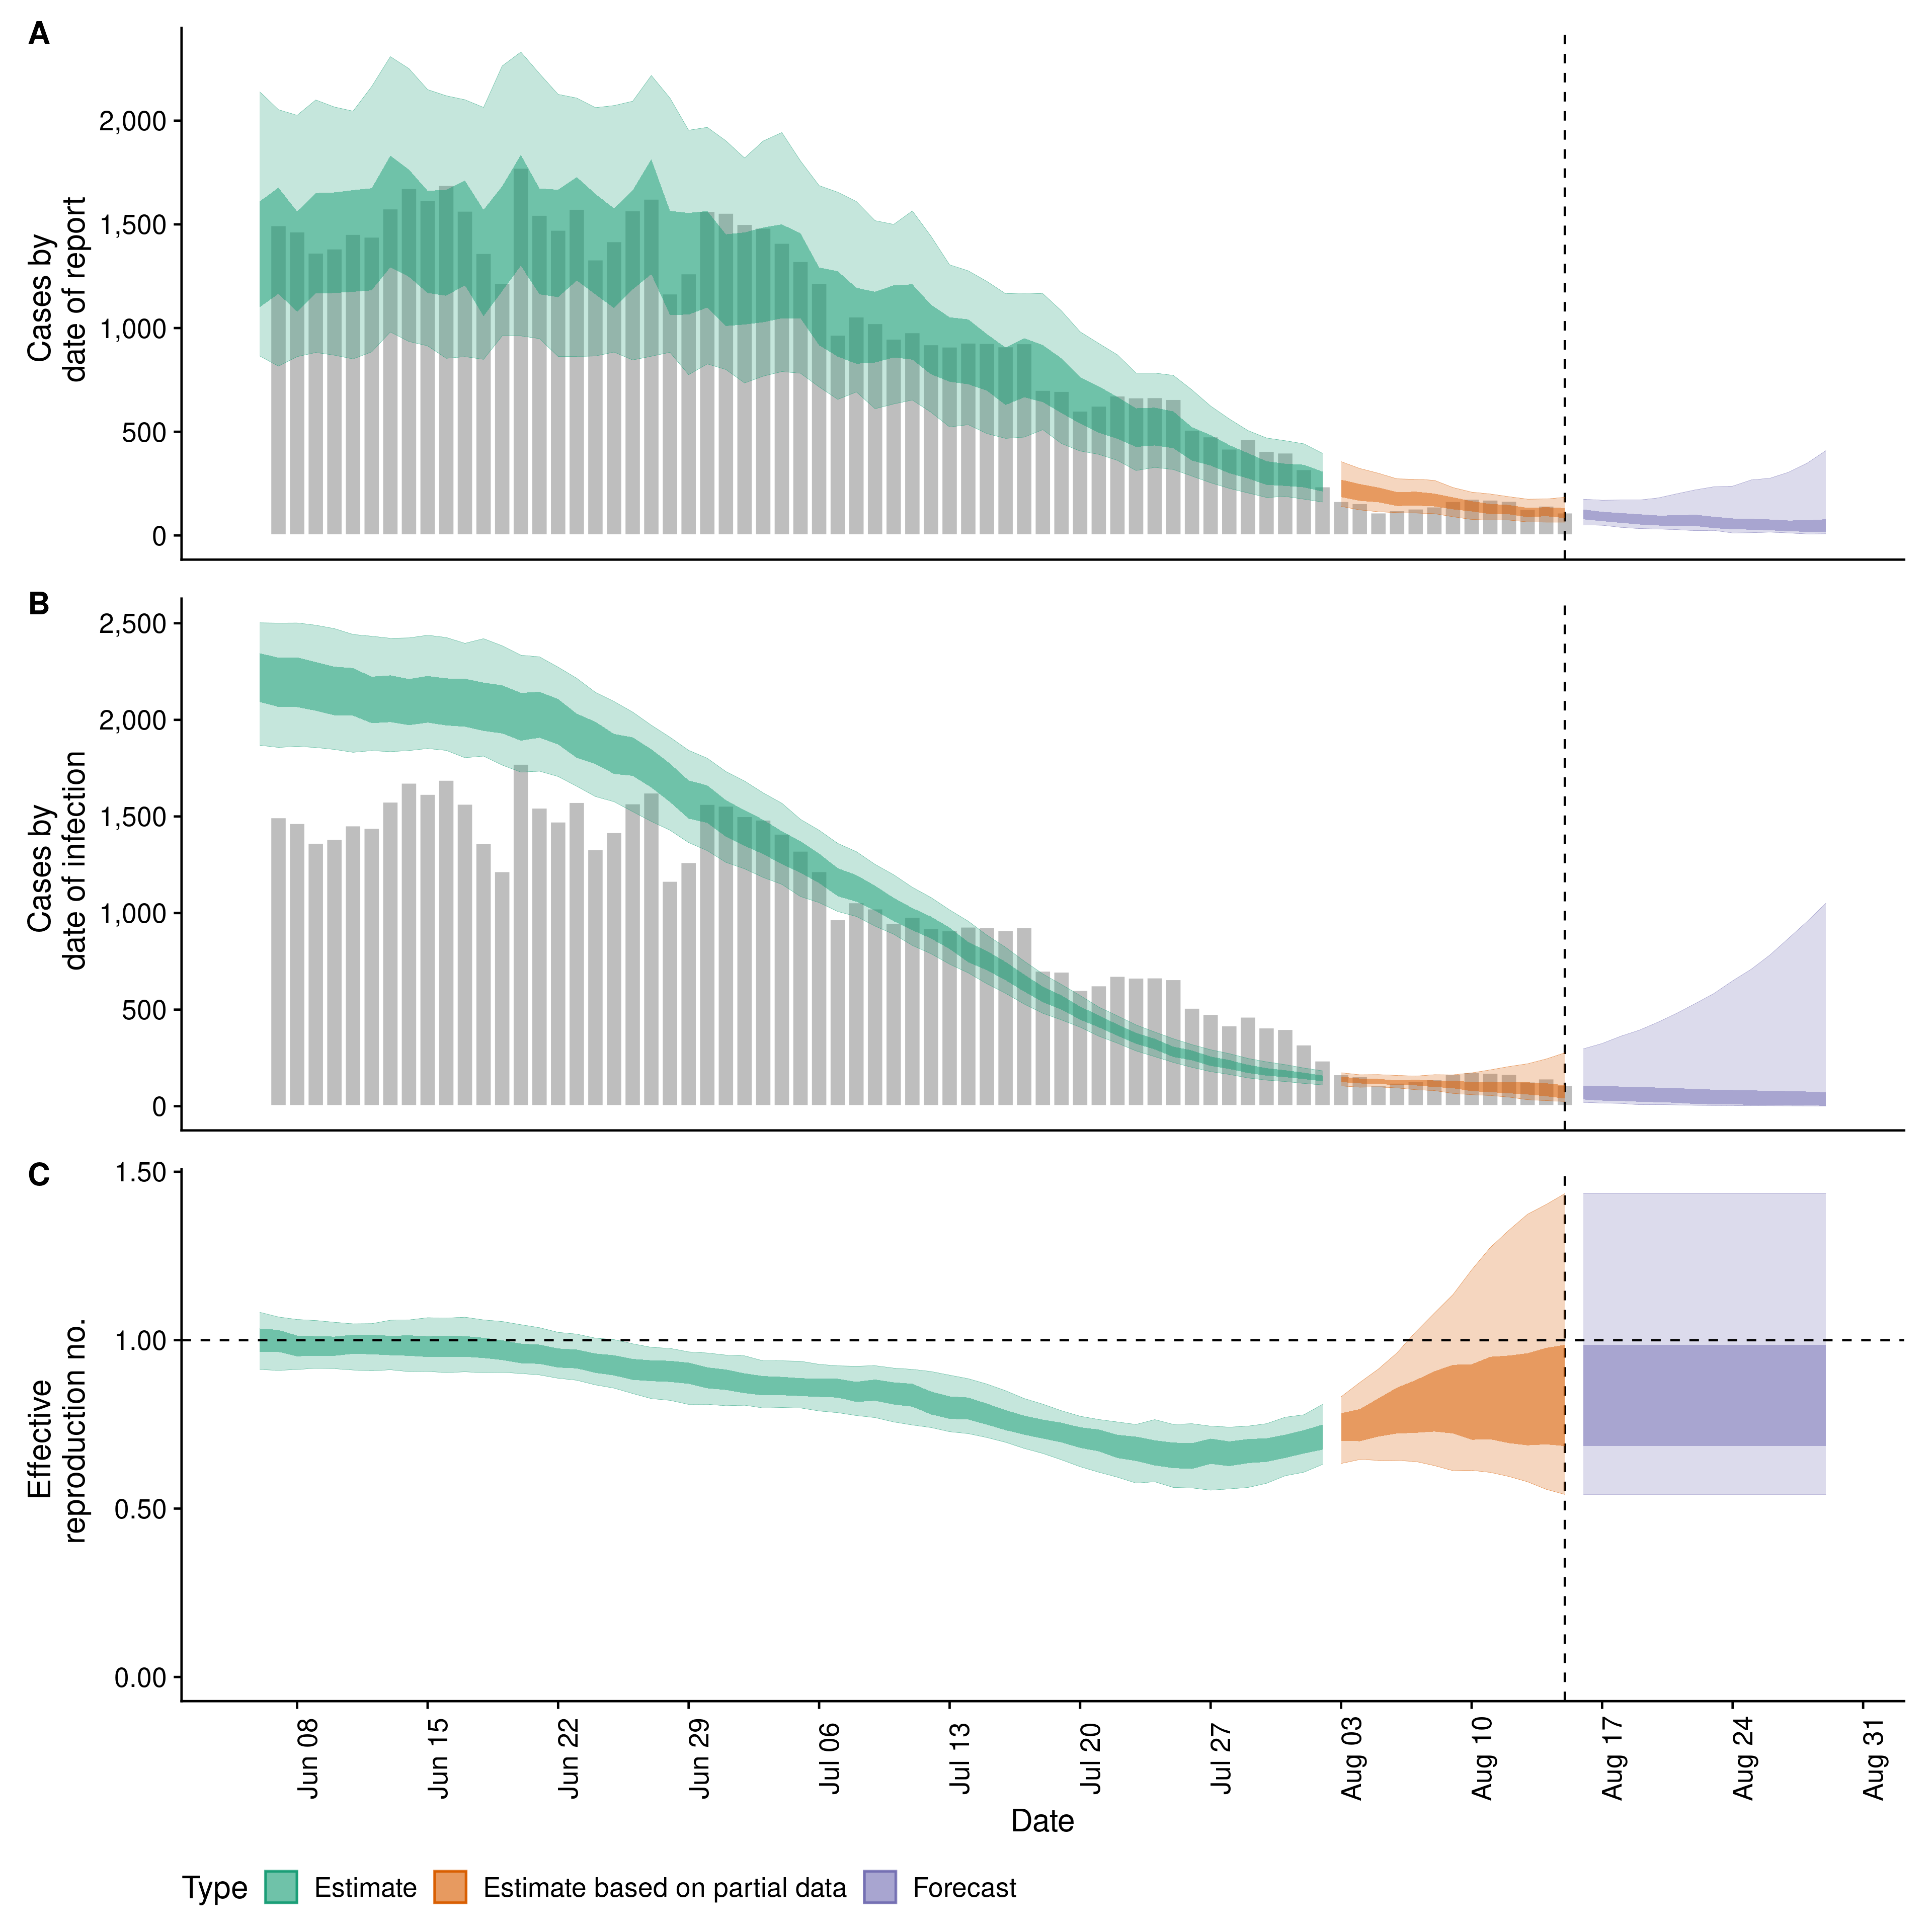 A
Cases by
date of report
2,000
1,500
1,000
500
0
B
Cases by
date of infection
2,500
2,000
1,500
1,000
500
0
C
Effective
reproduction no.
1.50
1.00
0.50
0.00
Jun 08
Jun 15
Jun 22
Jun 29
Jul 06
Jul 13
Jul 20
Jul 27
Aug 03
Aug 10
Aug 17
Aug 24
Aug 31
Date
Type
Estimate
Estimate based on partial data
Forecast